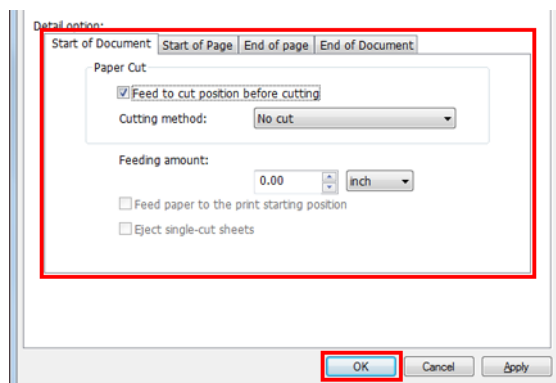 Detail option:
Start of Document Start of Page End of page End of Document
Paper Cut
Feed to cut position before cutting
Cutting method: No cut
Feeding amount:
0.00 inch
Feed paper to the print starting position
Eject single-cut sheets
OK Cancel Apply